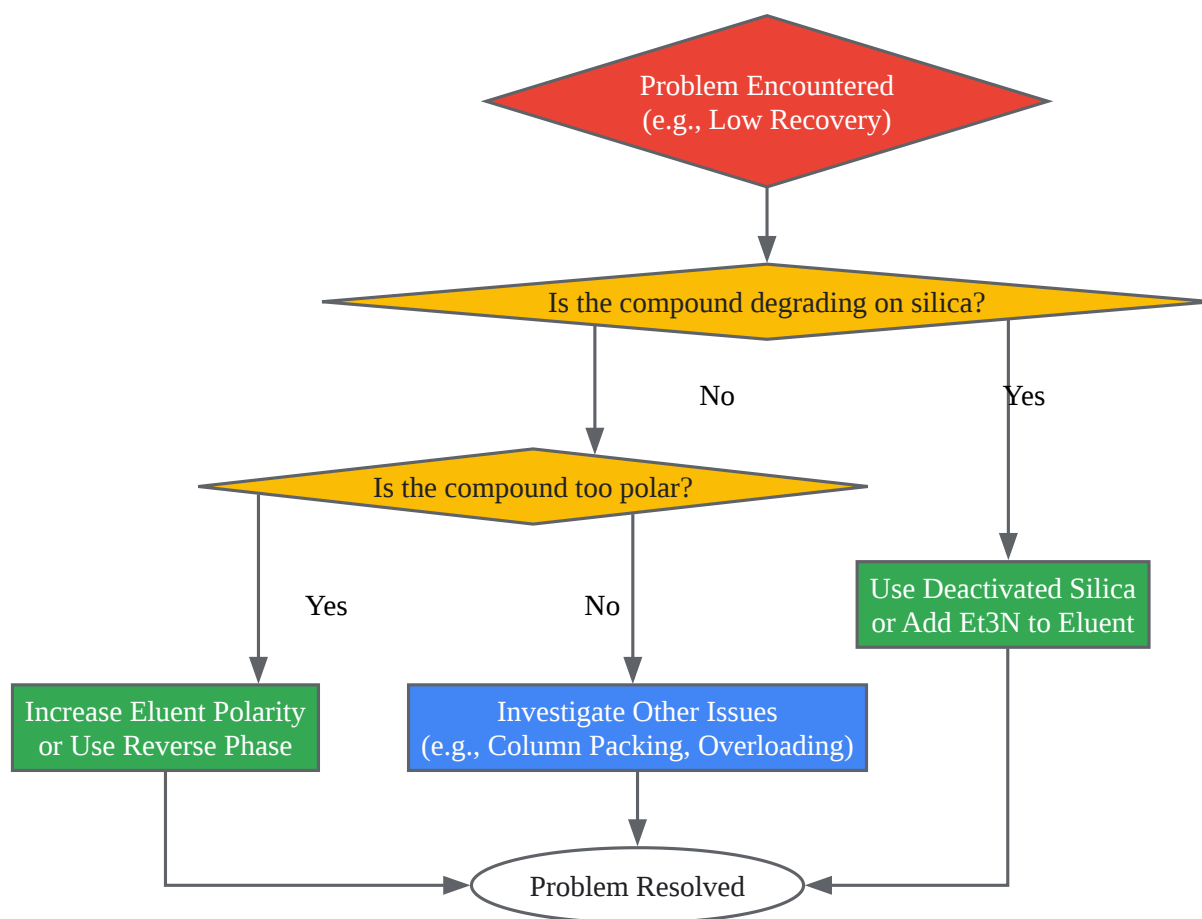 Problem Encountered
(e.g., Low Recovery)
Is the compound degrading on silica?
No
Yes
Is the compound too polar?
Use Deactivated Silica
or Add Et3N to Eluent
Yes
No
Increase Eluent Polarity
or Use Reverse Phase
Investigate Other Issues
(e.g., Column Packing, Overloading)
Problem Resolved